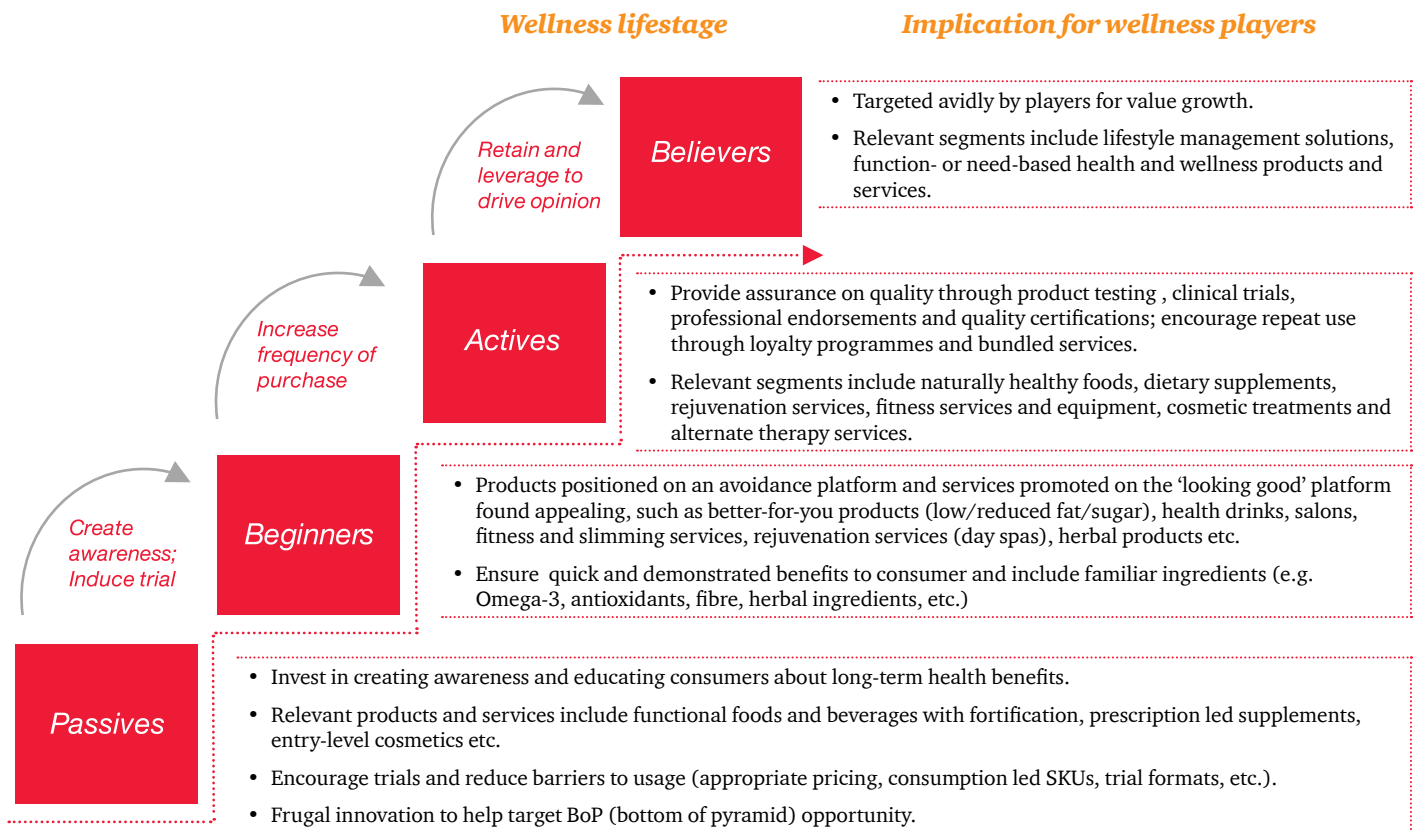 Wellness lifestage
Implication for wellness players
Retain and
leverage to
drive opinion
Believers
• Targeted avidly by players for value growth.
• Relevant segments include lifestyle management solutions,
function- or need-based health and wellness products and
services.
Increase
frequency of
purchase
Actives
• Provide assurance on quality through product testing , clinical trials,
professional endorsements and quality certifications; encourage repeat use
through loyalty programmes and bundled services.
• Relevant segments include naturally healthy foods, dietary supplements,
rejuvenation services, fitness services and equipment, cosmetic treatments and
alternate therapy services.
Create
awareness;
Induce trial
Beginners
• Products positioned on an avoidance platform and services promoted on the ‘looking good’ platform
found appealing, such as better-for-you products (low/reduced fat/sugar), health drinks, salons,
fitness and slimming services, rejuvenation services (day spas), herbal products etc.
• Ensure  quick and demonstrated benefits to consumer and include familiar ingredients (e.g.
Omega-3, antioxidants, fibre, herbal ingredients, etc.)
Passives
• Invest in creating awareness and educating consumers about long-term health benefits.
• Relevant products and services include functional foods and beverages with fortification, prescription led supplements,
entry-level cosmetics etc.
• Encourage trials and reduce barriers to usage (appropriate pricing, consumption led SKUs, trial formats, etc.).
• Frugal innovation to help target BoP (bottom of pyramid) opportunity.